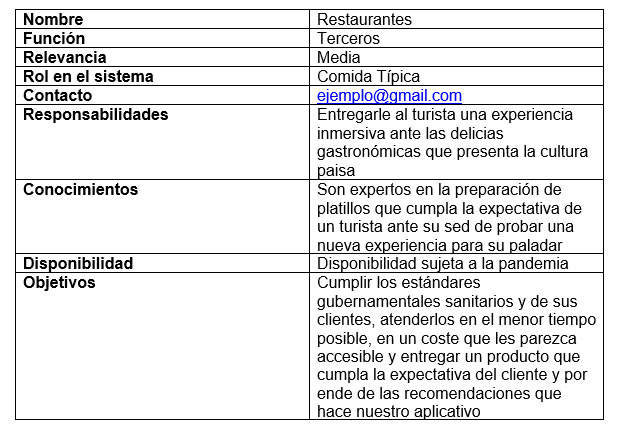 Nombre Restaurantes
Función Terceros
Relevancia Media
Rol en el sistema Comida Típica
Contacto ejemplo@gmail.com
Responsabilidades Entregarle al turista una experiencia
inmersiva ante las delicias
gastronómicas que presenta la cultura
paisa
Conocimientos Son expertos en la preparación de
platillos que cumpla la expectativa de
un turista ante su sed de probar una
nueva experiencia para su paladar
Disponibilidad Disponibilidad sujeta a la pandemia
Objetivos Cumplir los estándares
gubernamentales sanitarios y de sus
clientes, atenderlos en el menor tiempo
posible, en un coste que les parezca
accesible y entregar un producto que
cumpla la expectativa del cliente y por
ende de las recomendaciones que
hace nuestro aplicativo